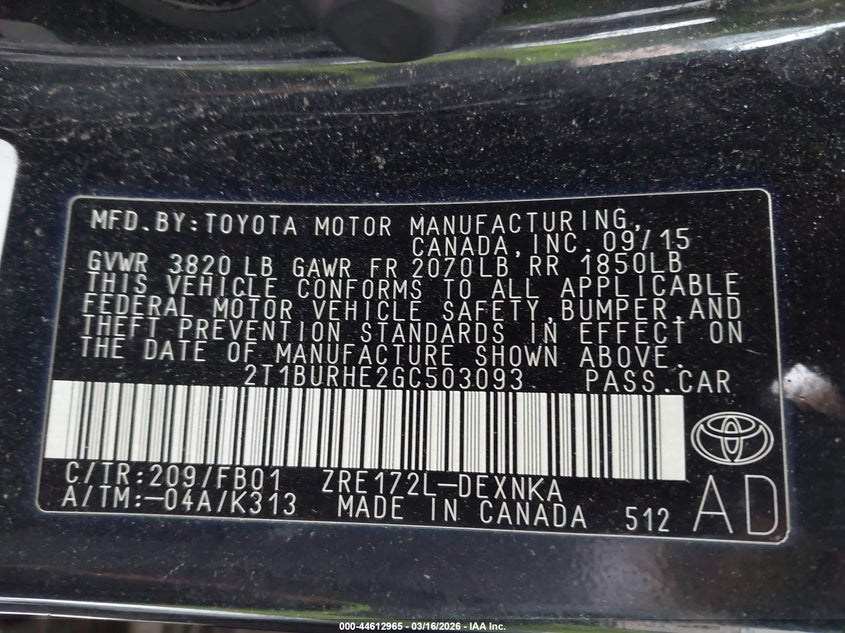 MFD.BY:TOYOTA MOTOR MANUFACTURING,
CANADA,INC.09/15
GVWR 3820LB GAWR FR 2070LB RR 1850LB
THIS VEHICLE CONFORMS TO ALL APPLICABLE
FEDERAL MOTOR VEHICLE SAFETY,BUMPER,AND
THEFT PREVENTION STANDARDS IN EFFECT ON
THE DATE OF MANUFACTURE SHOWN ABOVE.
2T1BURHE2GC503093 PASS.CAR
C/TR:209/FB01 ZRE172L-DEXNKA
A/TM:-04A/K313 MADE IN CANADA 512 AD
000-44612965 - 03/16/2026 - IAA Inc.